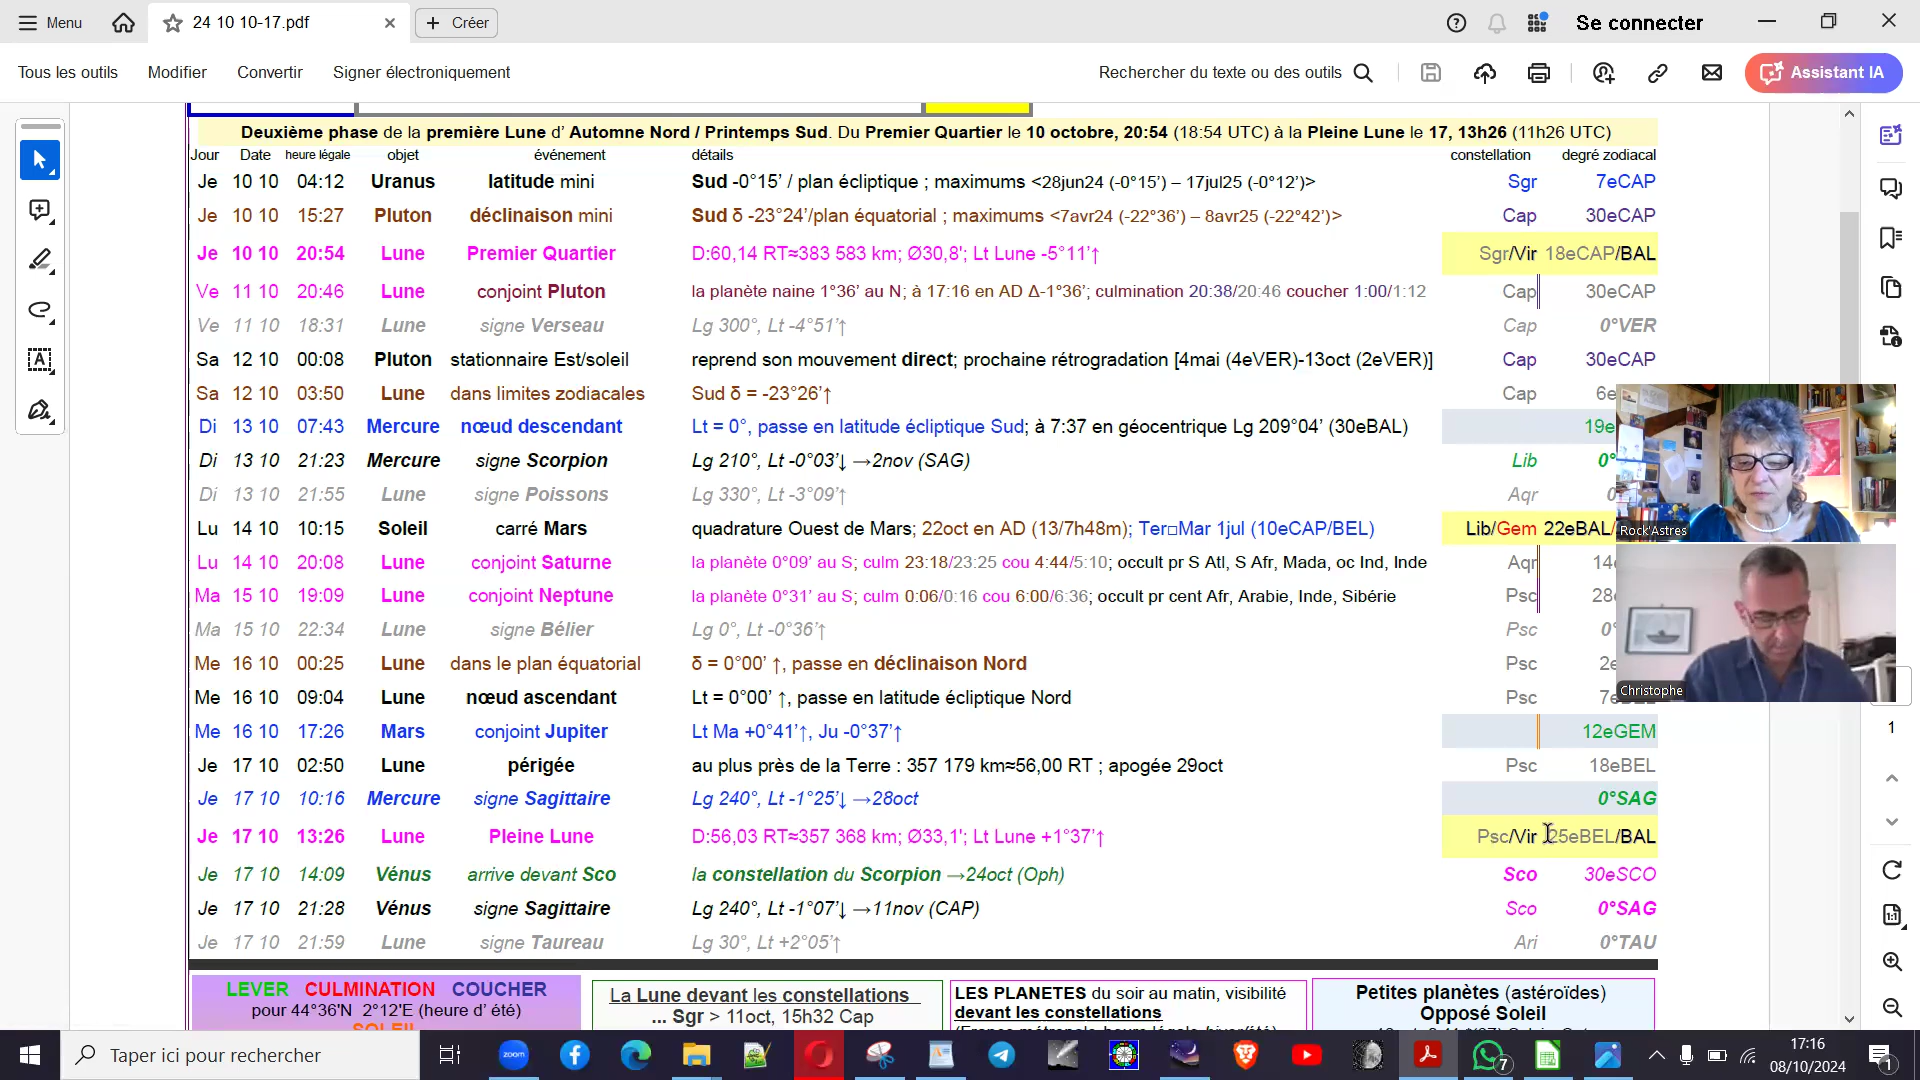 Menu
24 10 10-17.pdf
Créer
Se connecter
Tous les outils Modifier Convertir Signer électroniquement
Rechercher du texte ou des outils
Assistant IA
Deuxième phase de la première Lune d' Automne Nord / Printemps Sud. Du Premier Quartier le 10 octobre, 20:54 (18:54 UTC) à la Pleine Lune le 17, 13h26 (11h26 UTC)
Jour Date heure légale objet événement détails constellation degré zodiacal
Je 10 10 04:12 Uranus latitude mini Sud -0°15' / plan écliptique ; maximums <28jun24 (-0°15') – 17jul25 (-0°12')> Sgr 7eCAP
Je 10 10 15:27 Pluton déclinaison mini Sud δ -23°24'/plan équatorial ; maximums <7avr24 (-22°36') – 8avr25 (-22°42')> Cap 30eCAP
Je 10 10 20:54 Lune Premier Quartier D:60,14 RT≈383 583 km; Ø30,8'; Lt Lune -5°11'↑ Sgr/Vir 18eCAP/BAL
Ve 11 10 20:46 Lune conjoint Pluton la planète naine 1°36' au N; à 17:16 en AD Δ-1°36'; culmination 20:38/20:46 coucher 1:00/1:12 Cap 30eCAP
Ve 11 10 18:31 Lune signe Verseau Lg 300°, Lt -4°51'↑ Cap 0°VER
Sa 12 10 00:08 Pluton stationnaire Est/soleil reprend son mouvement direct; prochaine rétrogradation [4mai (4eVER)-13oct (2eVER)] Cap 30eCAP
Sa 12 10 03:50 Lune dans limites zodiacales Sud δ = -23°26'↑ Cap 6e
Di 13 10 07:43 Mercure nœud descendant Lt = 0°, passe en latitude écliptique Sud; à 7:37 en géocentrique Lg 209°04' (30eBAL) 19e
Di 13 10 21:23 Mercure signe Scorpion Lg 210°, Lt -0°03'↓ →2nov (SAG) Lib 0°
Di 13 10 21:55 Lune signe Poissons Lg 330°, Lt -3°09'↑ Aqr 0
Lu 14 10 10:15 Soleil carré Mars quadrature Ouest de Mars; 22oct en AD (13/7h48m); Ter□Mar 1jul (10eCAP/BEL) Lib/Gem 22eBAL/
Lu 14 10 20:08 Lune conjoint Saturne la planète 0°09' au S; culm 23:18/23:25 cou 4:44/5:10; occult pr S Atl, S Afr, Mada, oc Ind, Inde Aqr 14
Ma 15 10 19:09 Lune conjoint Neptune la planète 0°31' au S; culm 0:06/0:16 cou 6:00/6:36; occult pr cent Afr, Arabie, Inde, Sibérie Psc 28
Ma 15 10 22:34 Lune signe Bélier Lg 0°, Lt -0°36'↑ Psc 0°
Me 16 10 00:25 Lune dans le plan équatorial δ = 0°00' ↑, passe en déclinaison Nord Psc 2e
Me 16 10 09:04 Lune nœud ascendant Lt = 0°00' ↑, passe en latitude écliptique Nord Psc
Me 16 10 17:26 Mars conjoint Jupiter Lt Ma +0°41'↑, Ju -0°37'↑ 12eGEM
Je 17 10 02:50 Lune périgée au plus près de la Terre : 357 179 km≈56,00 RT ; apogée 29oct Psc 18eBEL
Je 17 10 10:16 Mercure signe Sagittaire Lg 240°, Lt -1°25'↓ →28oct 0°SAG
Je 17 10 13:26 Lune Pleine Lune D:56,03 RT≈357 368 km; Ø33,1'; Lt Lune +1°37'↑ Psc/Vir 25eBEL/BAL
Je 17 10 14:09 Vénus arrive devant Sco la constellation du Scorpion →24oct (Oph) Sco 30eSCO
Je 17 10 21:28 Vénus signe Sagittaire Lg 240°, Lt -1°07'↓ →11nov (CAP) Sco 0°SAG
Je 17 10 21:59 Lune signe Taureau Lg 30°, Lt +2°05'↑ Ari 0°TAU
Rock'Astres
Christophe
1
LEVER CULMINATION COUCHER
pour 44°36'N 2°12'E (heure d' été)
SOLEIL
La Lune devant les constellations
... Sgr > 11oct, 15h32 Cap
LES PLANETES du soir au matin, visibilité
devant les constellations
Petites planètes (astéroïdes)
Opposé Soleil
Taper ici pour rechercher
zoom
7
17:16
08/10/2024
1